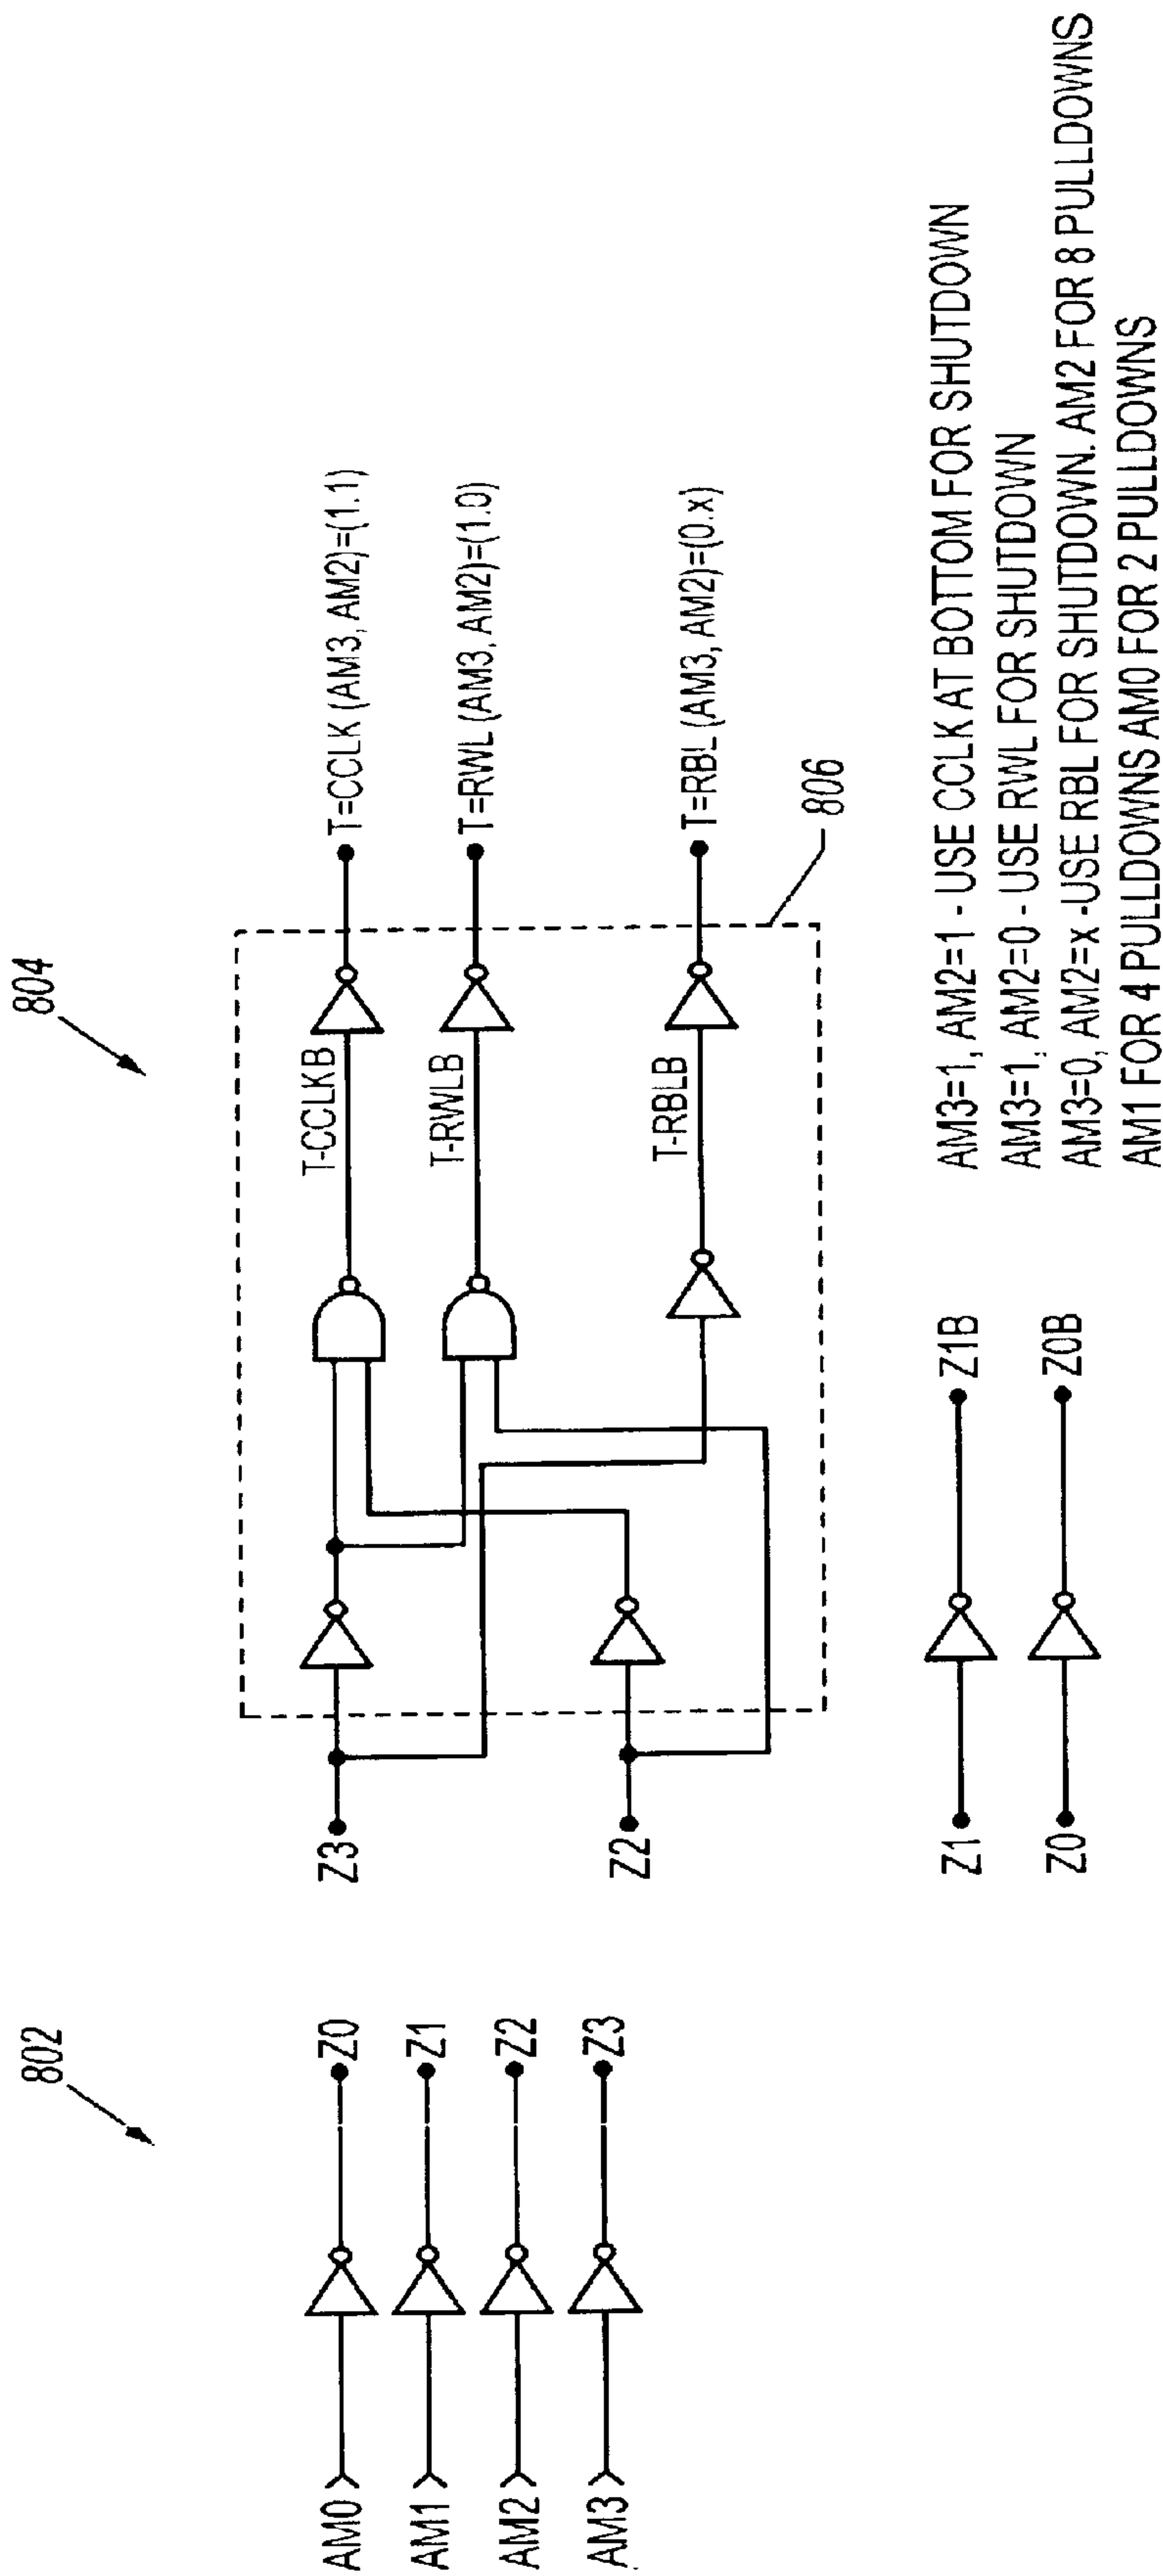 802
AM0
Z0
AM1
Z1
AM2
Z2
AM3
Z3
804
Z3
Z2
T-CCLKB
T=CCLK (AM3, AM2)=(1.1)
T-RWLB
T=RWL (AM3, AM2)=(1.0)
T-RBLB
T=RBL (AM3, AM2)=(0.x)
806
Z1
Z1B
Z0
Z0B
AM3=1, AM2=1 - USE CCLK AT BOTTOM FOR SHUTDOWN
AM3=1, AM2=0 - USE RWL FOR SHUTDOWN
AM3=0, AM2=x -USE RBL FOR SHUTDOWN. AM2 FOR 8 PULLDOWNS
AM1 FOR 4 PULLDOWNS AM0 FOR 2 PULLDOWNS